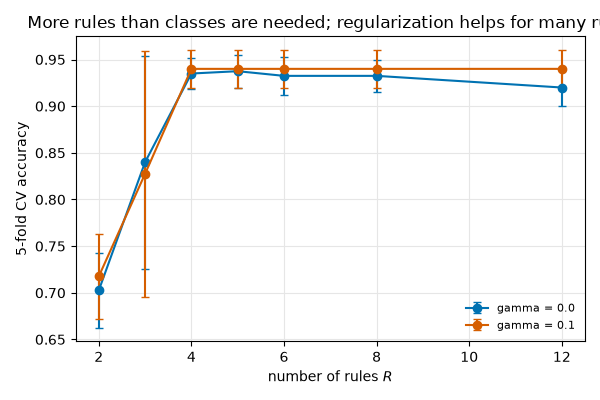 More rules than classes are needed; regularization helps for many
0.95
0.90
0.85
0.80
0.75
0.70
0.65
5-fold CV accuracy
2
4
6
8
10
12
number of rules R
gamma = 0.0
gamma = 0.1